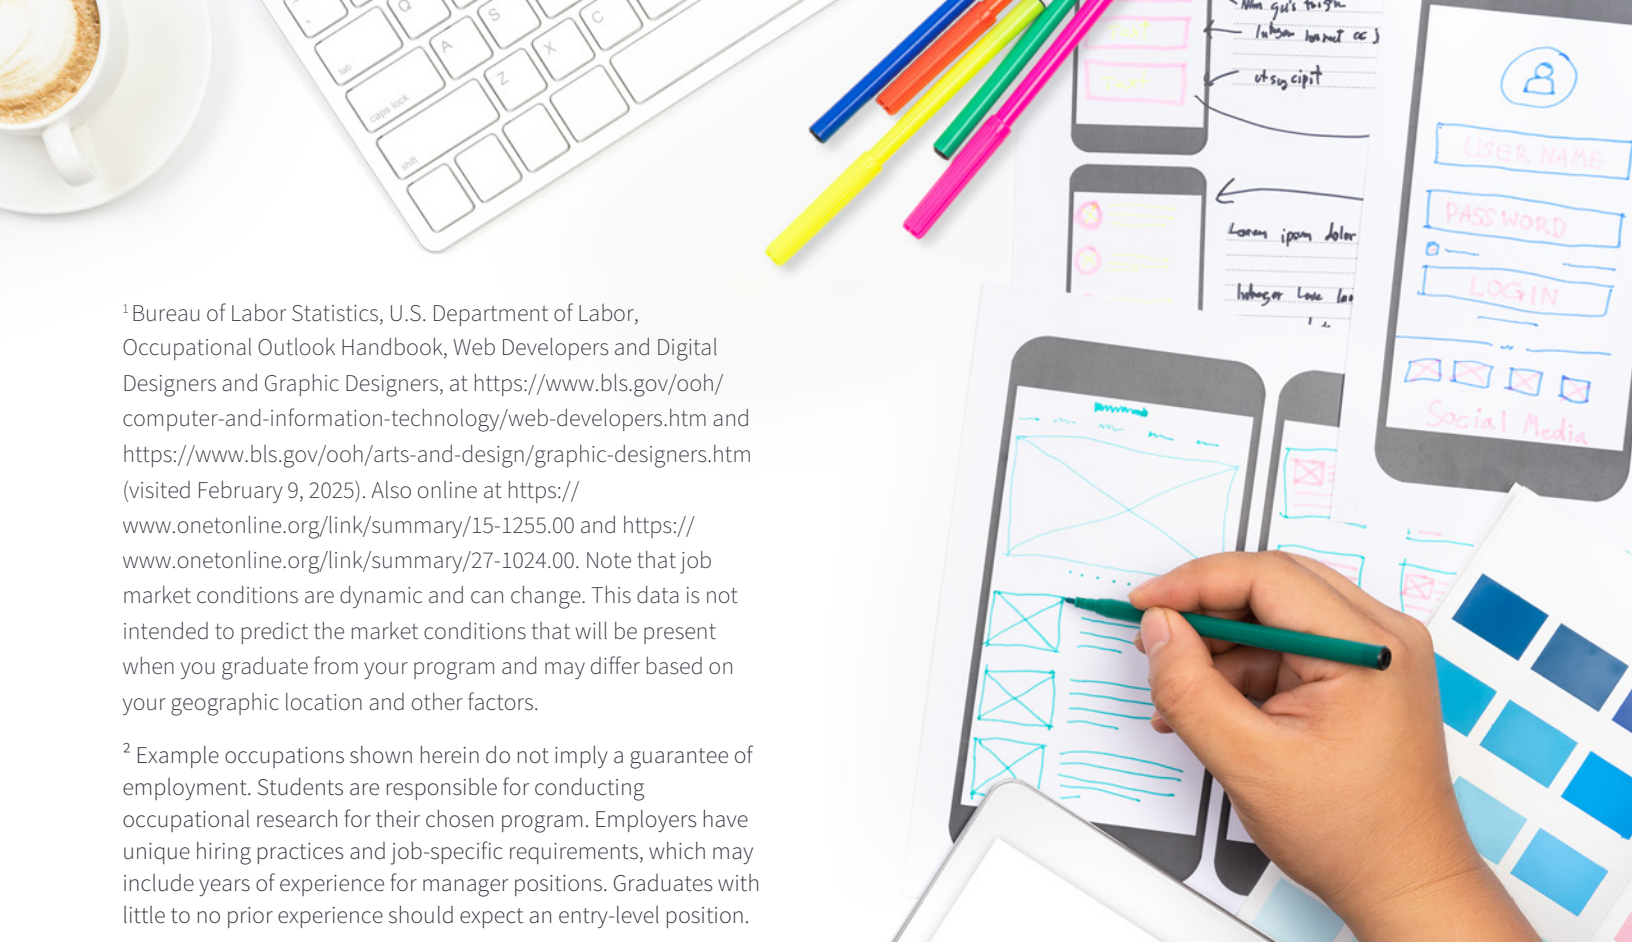 Q
S
C
tab
A
X
caps lock
Z
shift
Text
Text
utsu cipit
USER NAME
PASSWORD
Lorem ipsum dolor
LOGIN
Social Media
¹ Bureau of Labor Statistics, U.S. Department of Labor,
Occupational Outlook Handbook, Web Developers and Digital
Designers and Graphic Designers, at https://www.bls.gov/ooh/
computer-and-information-technology/web-developers.htm and
https://www.bls.gov/ooh/arts-and-design/graphic-designers.htm
(visited February 9, 2025). Also online at https://
www.onetonline.org/link/summary/15-1255.00 and https://
www.onetonline.org/link/summary/27-1024.00. Note that job
market conditions are dynamic and can change. This data is not
intended to predict the market conditions that will be present
when you graduate from your program and may differ based on
your geographic location and other factors.
² Example occupations shown herein do not imply a guarantee of
employment. Students are responsible for conducting
occupational research for their chosen program. Employers have
unique hiring practices and job-specific requirements, which may
include years of experience for manager positions. Graduates with
little to no prior experience should expect an entry-level position.